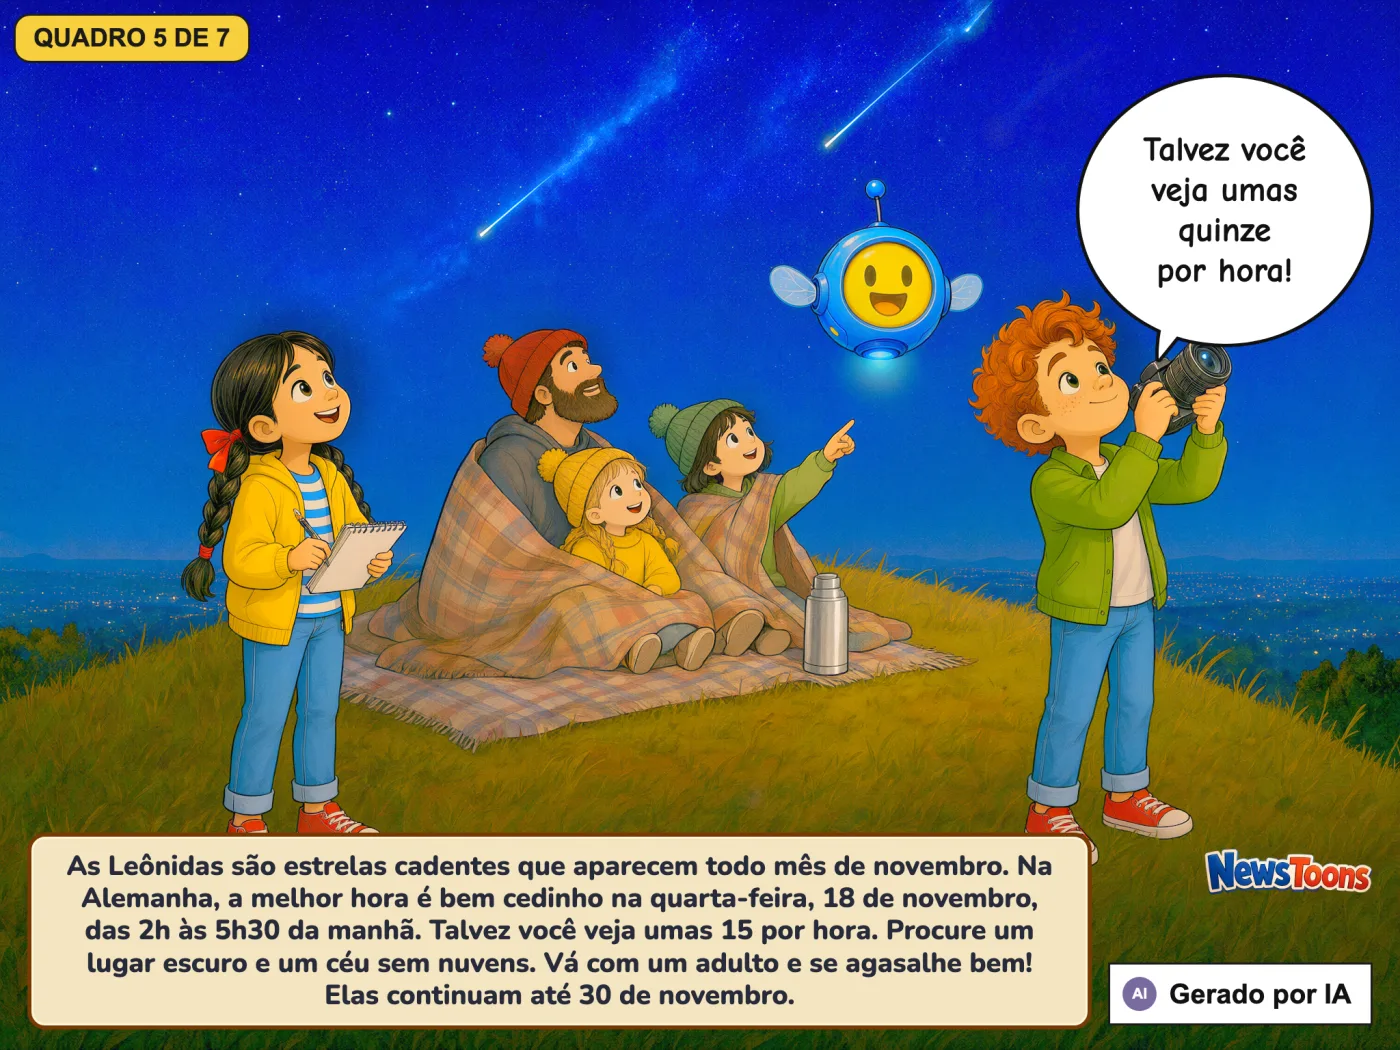 QUADRO 5 DE 7
Talvez você
veja umas
quinze
por hora!
As Leônidas são estrelas cadentes que aparecem todo mês de novembro. Na
Alemanha, a melhor hora é bem cedinho na quarta-feira, 18 de novembro,
das 2h às 5h30 da manhã. Talvez você veja umas 15 por hora. Procure um
lugar escuro e um céu sem nuvens. Vá com um adulto e se agasalhe bem!
Elas continuam até 30 de novembro.
NewsToons
AI Gerado por IA